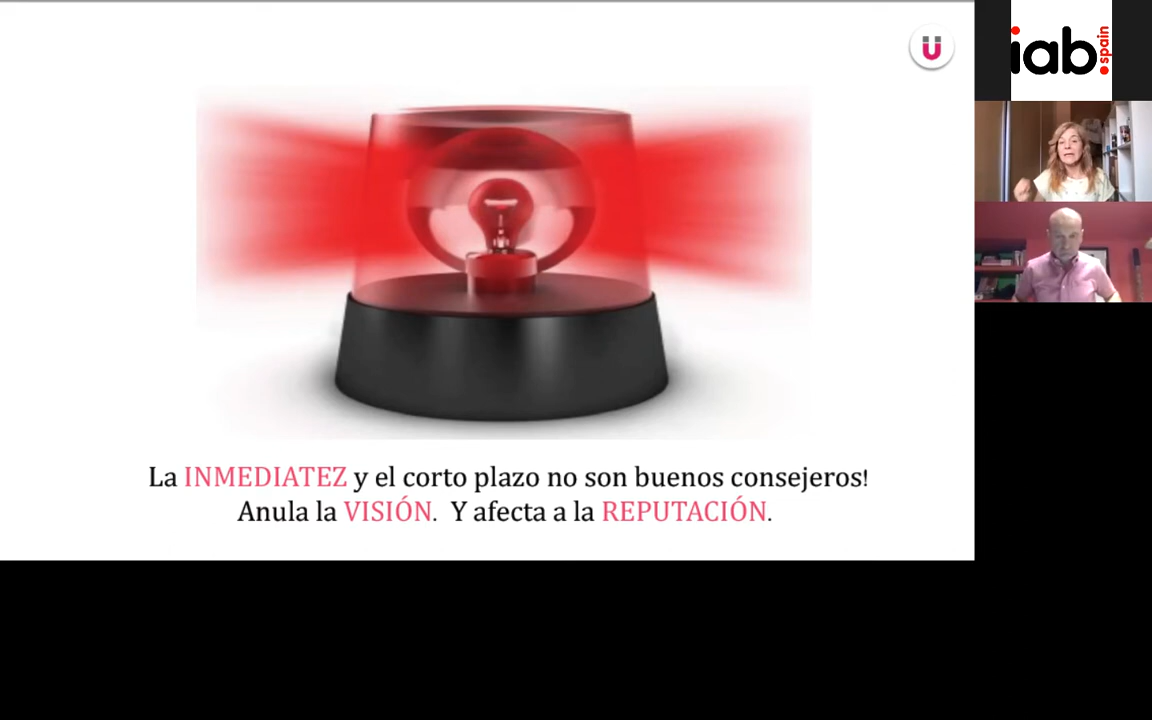 iab
spain
La INMEDIATEZ y el corto plazo no son buenos consejeros!
Anula la VISIÓN. Y afecta a la REPUTACIÓN.